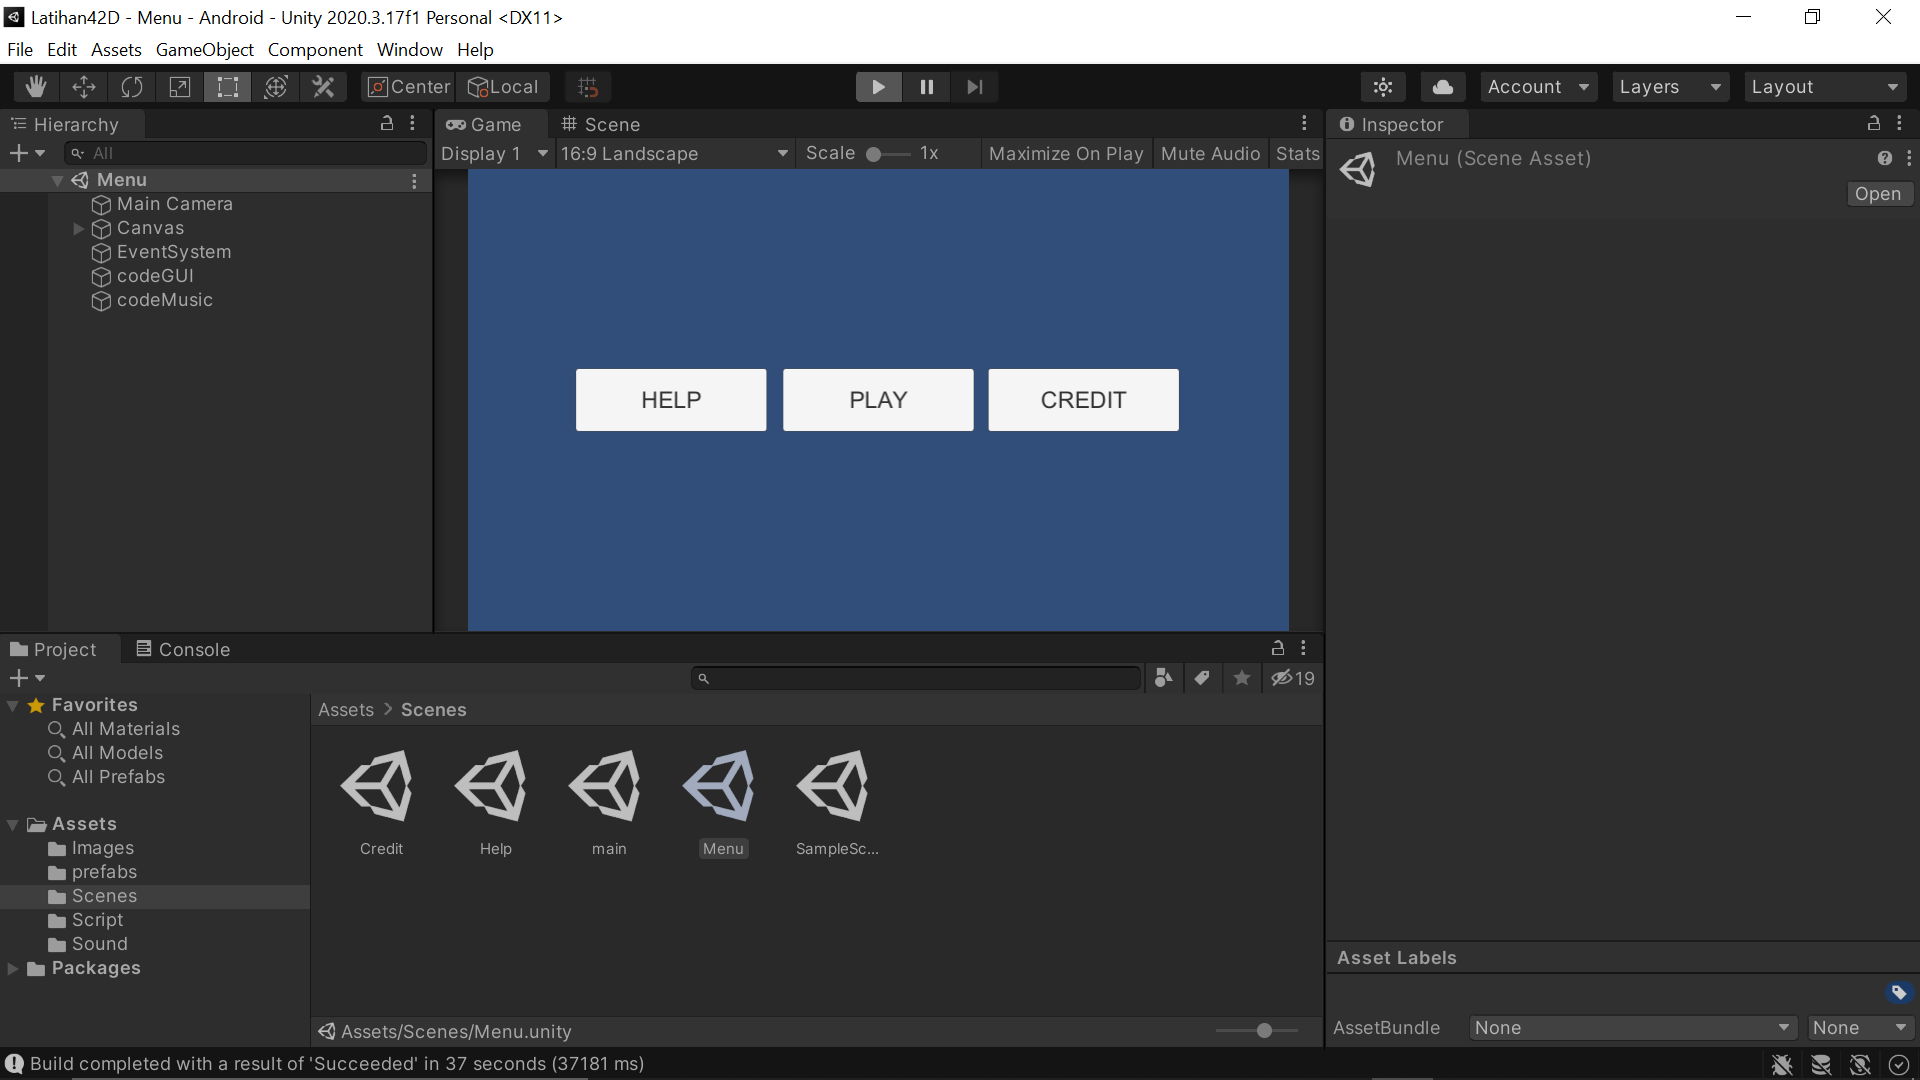 Latihan42D - Menu - Android - Unity 2020.3.17f1 Personal <DX11>
File Edit Assets GameObject Component Window Help
Center Local Account Layers Layout
Hierarchy
All
Menu
Main Camera
Canvas
EventSystem
codeGUI
codeMusic
Game Scene
Display 1 16:9 Landscape Scale 1x Maximize On Play Mute Audio Stats
HELP PLAY CREDIT
Inspector
Menu (Scene Asset)
Open
Project Console
19
Favorites
All Materials
All Models
All Prefabs
Assets
Images
prefabs
Scenes
Script
Sound
Packages
Assets > Scenes
Credit Help main Menu SampleSc...
Assets/Scenes/Menu.unity
Asset Labels
AssetBundle None None
Build completed with a result of 'Succeeded' in 37 seconds (37181 ms)